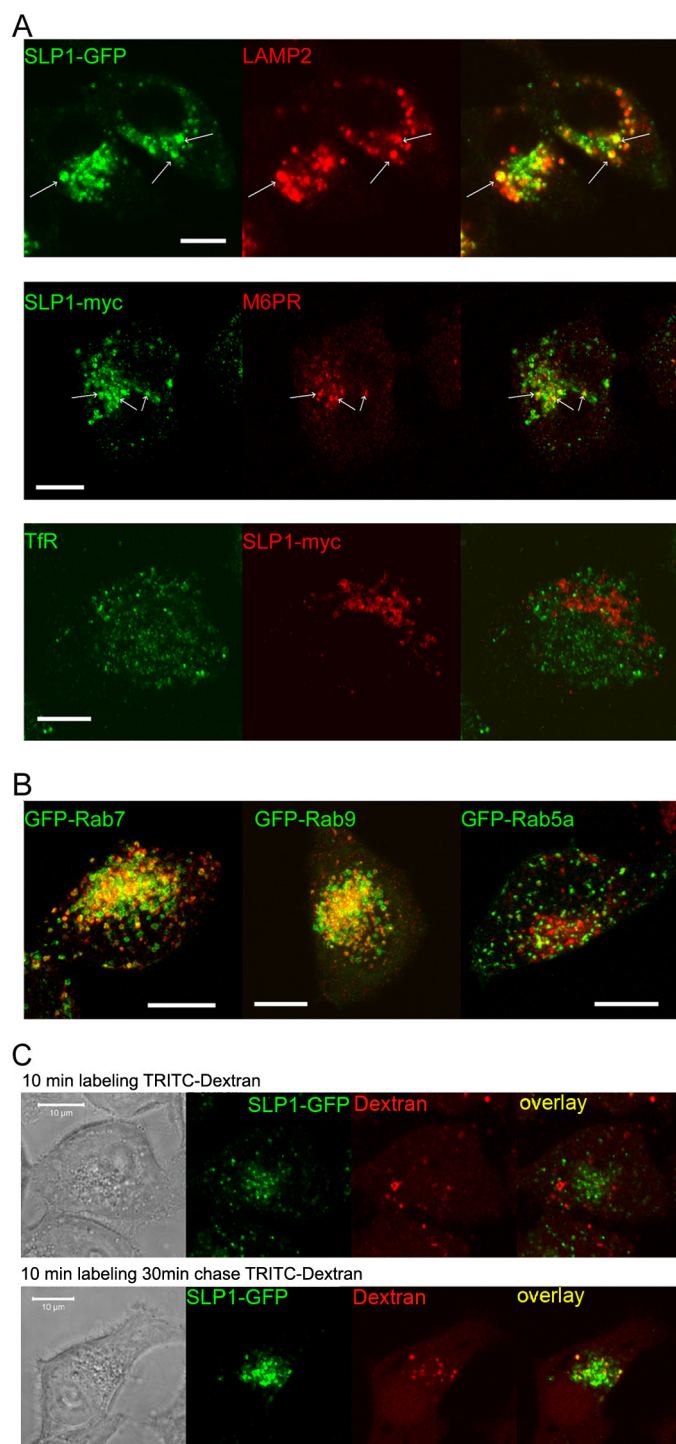 A
SLP1-GFP LAMP2
SLP1-myc M6PR
TfR SLP1-myc
B
GFP-Rab7 GFP-Rab9 GFP-Rab5a
C
10 min labeling TRITC-Dextran
10 µm SLP1-GFP Dextran overlay
10 min labeling 30min chase TRITC-Dextran
10 µm SLP1-GFP Dextran overlay